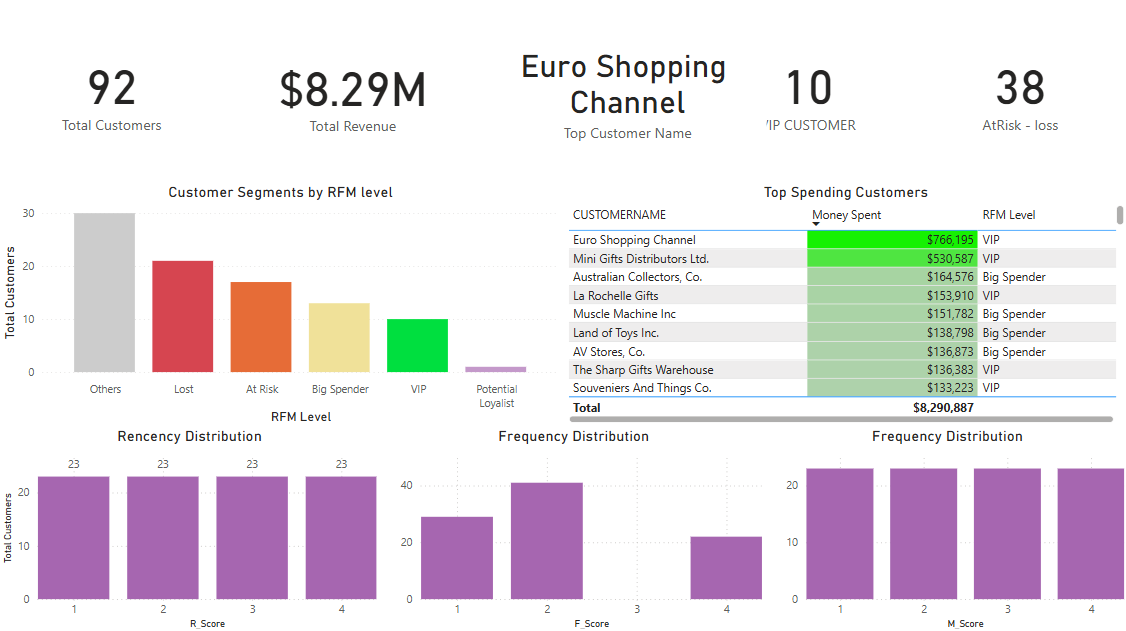 92
Total Customers
$8.29M
Total Revenue
Euro Shopping
Channel
Top Customer Name
10
'IP CUSTOMER
38
AtRisk - loss
Customer Segments by RFM level
Total Customers
30
20
10
0
Others
Lost
At Risk
Big Spender
VIP
Potential
Loyalist
RFM Level
Top Spending Customers
CUSTOMERNAME Money Spent RFM Level
Euro Shopping Channel $766,195 VIP
Mini Gifts Distributors Ltd. $530,587 VIP
Australian Collectors, Co. $164,576 Big Spender
La Rochelle Gifts $153,910 VIP
Muscle Machine Inc $151,782 Big Spender
Land of Toys Inc. $138,798 Big Spender
AV Stores, Co. $136,873 Big Spender
The Sharp Gifts Warehouse $136,383 VIP
Souveniers And Things Co. $133,223 VIP
Total $8,290,887
Rencency Distribution
Total Customers
20
10
0
23 23 23 23
1 2 3 4
R_Score
Frequency Distribution
40
20
0
1 2 3 4
F_Score
Frequency Distribution
20
10
0
1 2 3 4
M_Score